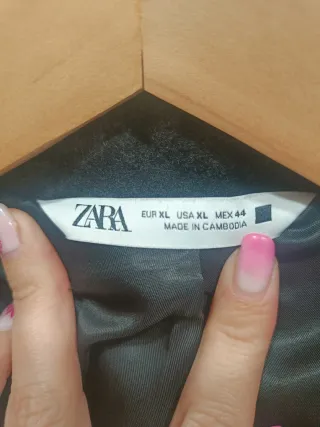 ZARA
EUR XL USA XL MEX 44
MADE IN CAMBODIA